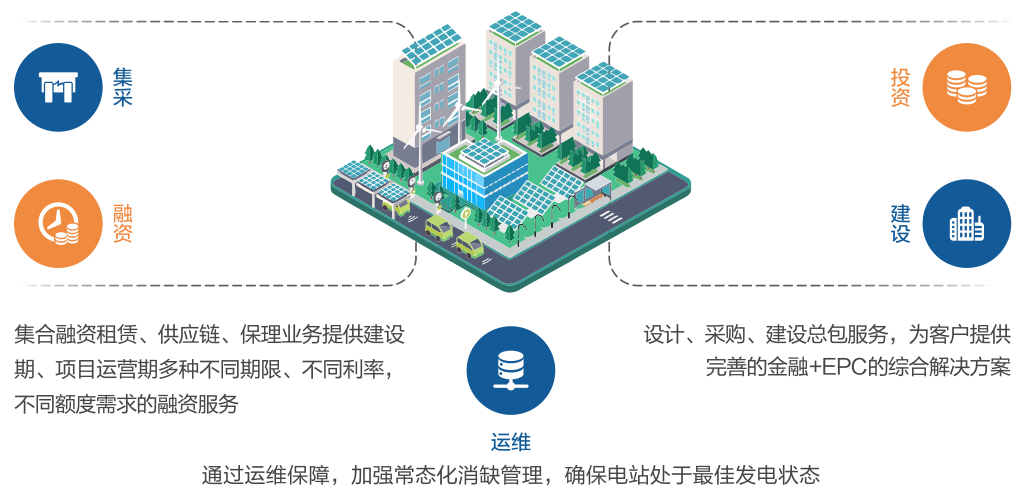 集采
投资
融资
建设
集合融资租赁、供应链、保理业务提供建设
期、项目运营期多种不同期限、不同利率，
不同额度需求的融资服务
设计、采购、建设总包服务，为客户提供
完善的金融+EPC的综合解决方案
运维
通过运维保障，加强常态化消缺管理，确保电站处于最佳发电状态